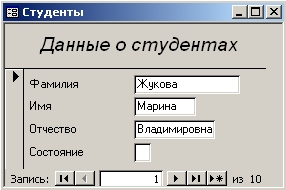 Студенты
Данные о студентах
Фамилия Жукова
Имя Марина
Отчество Владимировна
Состояние
Запись: 1 из 10